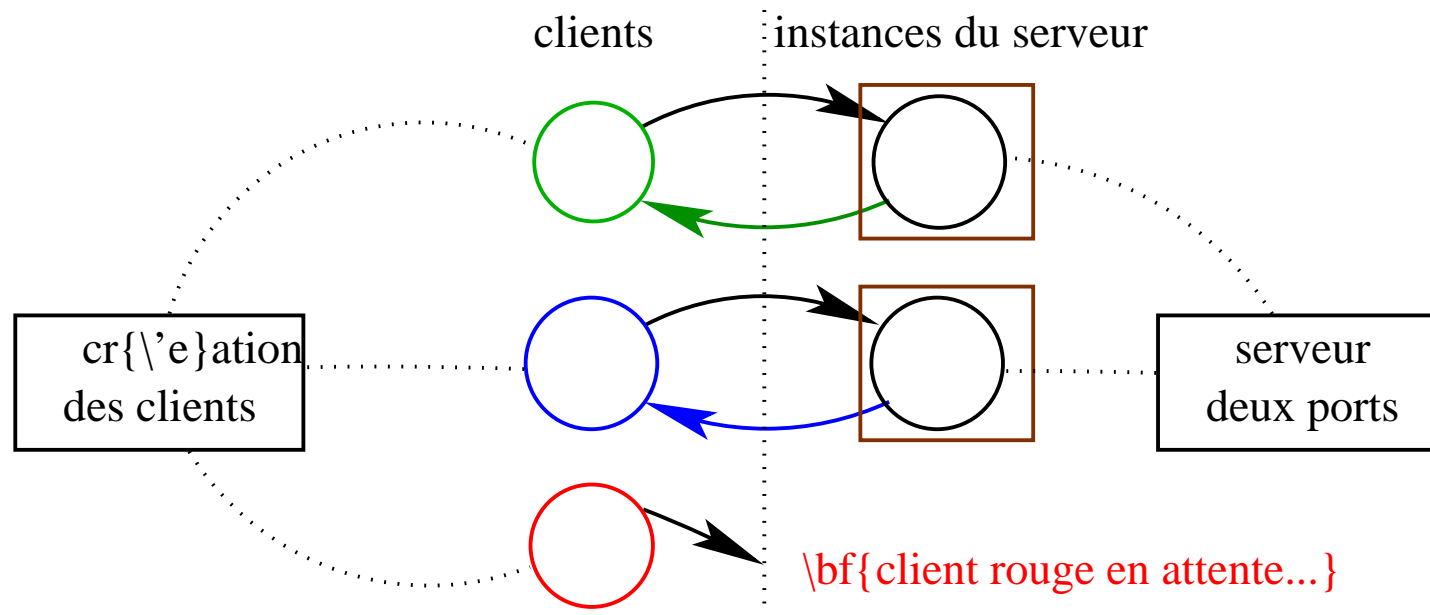 clients
instances du serveur
cr{\'e}ation
des clients
serveur
deux ports
\bf{client rouge en attente...}